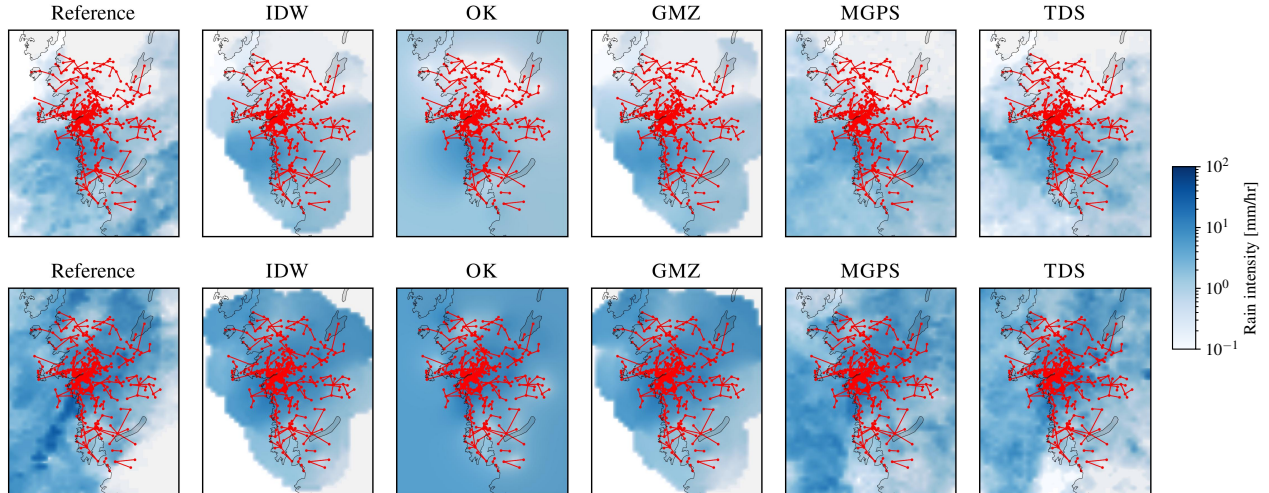 Reference IDW OK GMZ MGPS TDS
10² 
10¹
10⁰
10⁻¹
Rain intensity [mm/hr]
Reference IDW OK GMZ MGPS TDS